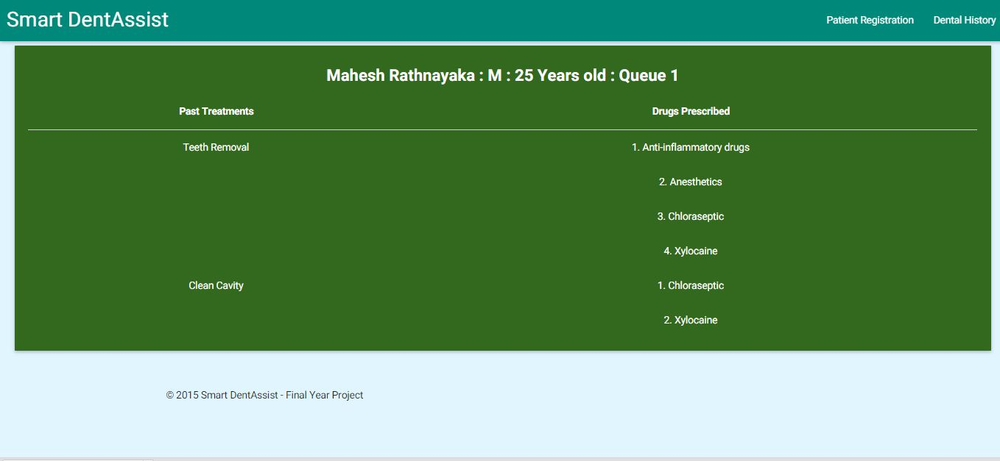 Smart DentAssist
Patient Registration Dental History
Mahesh Rathnayaka : M : 25 Years old : Queue 1
Past Treatments Drugs Prescribed
Teeth Removal 1. Anti-inflammatory drugs
2. Anesthetics
3. Chloraseptic
4. Xylocaine
Clean Cavity 1. Chloraseptic
2. Xylocaine
© 2015 Smart DentAssist - Final Year Project